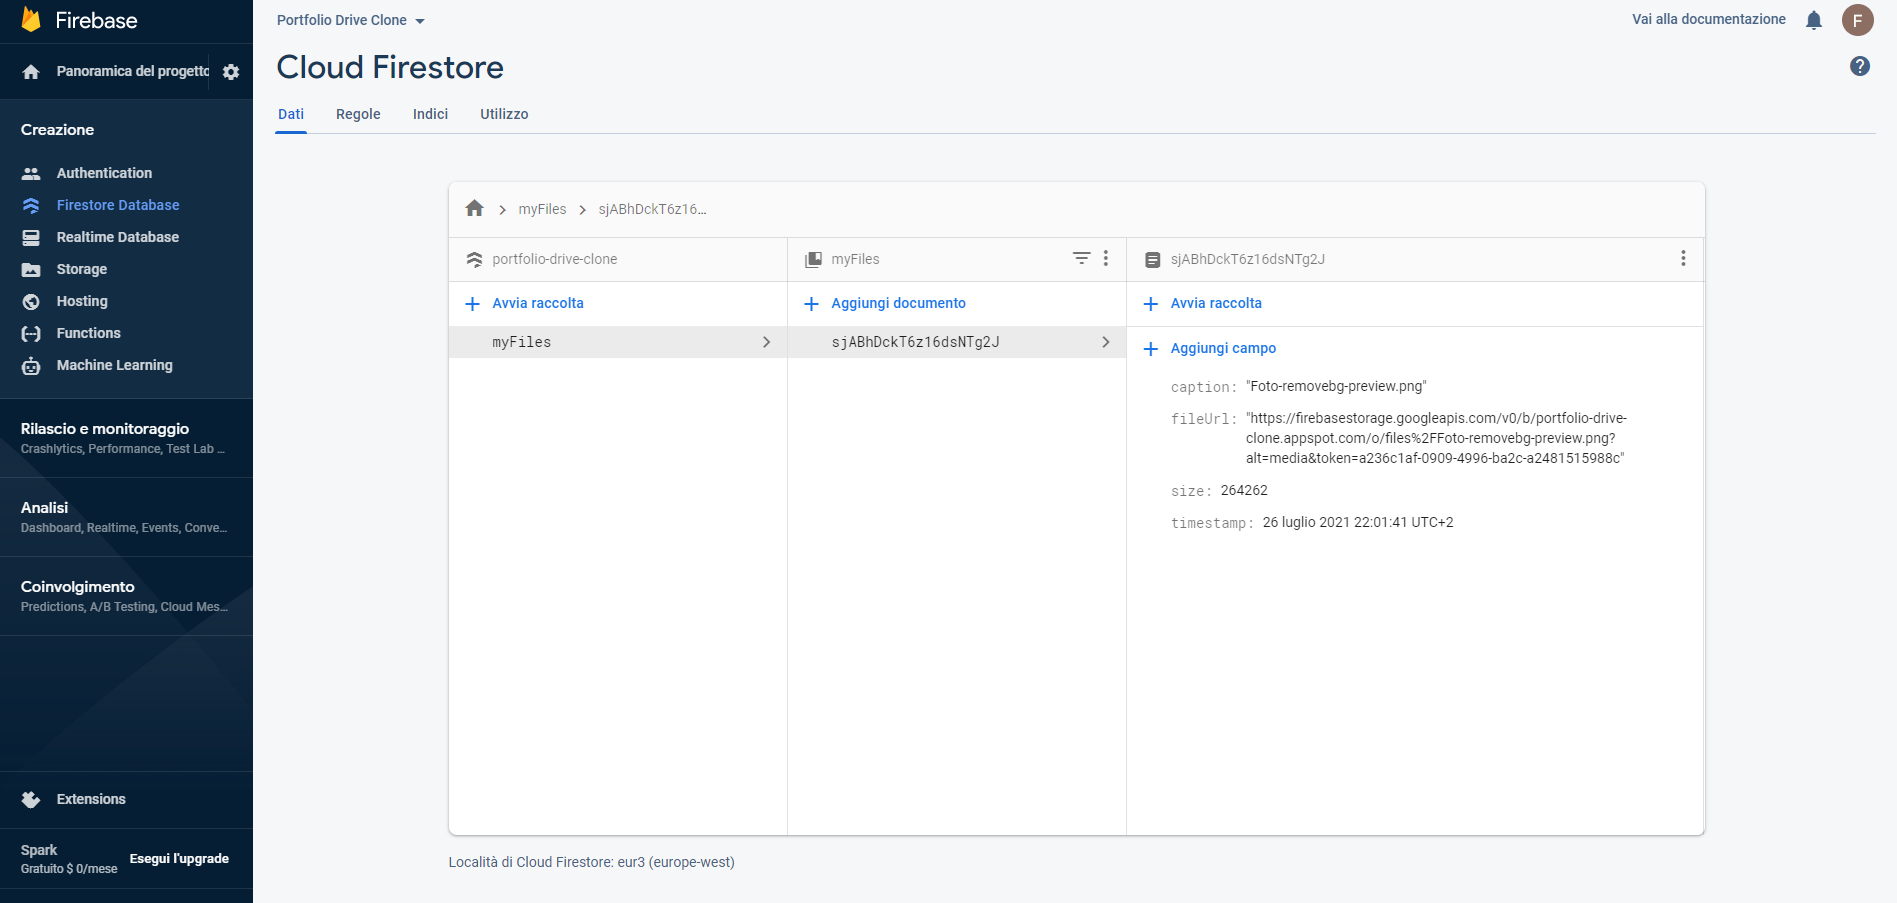 Firebase
Panoramica del progetto
Creazione
Authentication
Firestore Database
Realtime Database
Storage
Hosting
Functions
Machine Learning
Rilascio e monitoraggio
Crashlytics, Performance, Test Lab ...
Analisi
Dashboard, Realtime, Events, Conve...
Coinvolgimento
Predictions, A/B Testing, Cloud Mes...
Extensions
Spark
Gratuito $ 0/mese
Esegui l'upgrade
Portfolio Drive Clone
Vai alla documentazione
F
Cloud Firestore
?
Dati Regole Indici Utilizzo
myFiles > sjABhDckT6z16...
portfolio-drive-clone
Avvia raccolta
myFiles
myFiles
Aggiungi documento
sjABhDckT6z16dsNTg2J
sjABhDckT6z16dsNTg2J
Avvia raccolta
Aggiungi campo
caption: "Foto-removebg-preview.png"
fileUrl: "https://firebasestorage.googleapis.com/v0/b/portfolio-drive-
clone.appspot.com/o/files%2FFoto-removebg-preview.png?
alt=media&token=a236c1af-0909-4996-ba2c-a2481515988c"
size: 264262
timestamp: 26 luglio 2021 22:01:41 UTC+2
Località di Cloud Firestore: eur3 (europe-west)